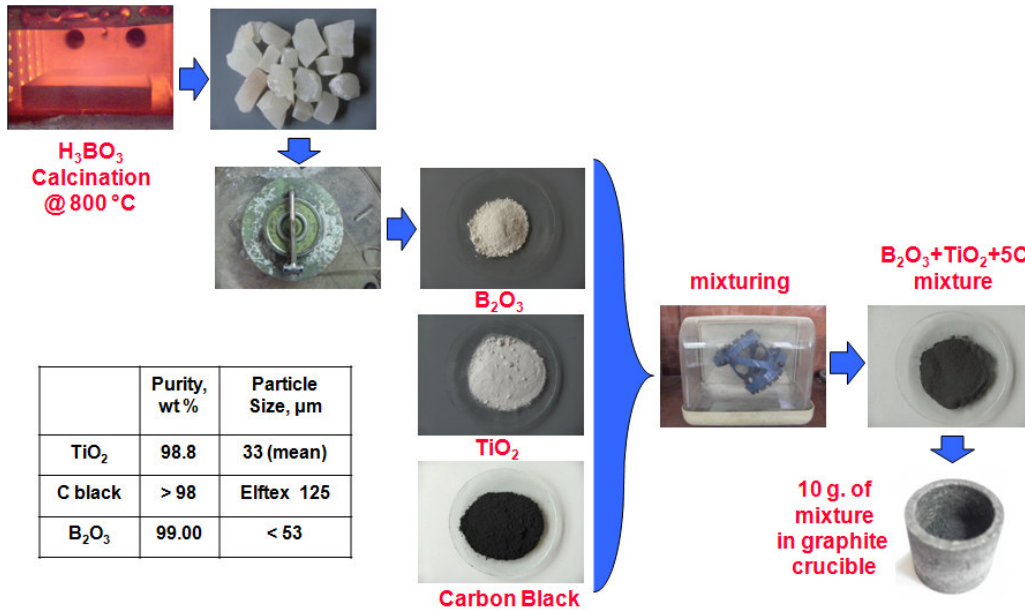 H₃BO₃
Calcination
@ 800 °C
B₂O₃
TiO₂
Carbon Black
mixturing
B₂O₃+TiO₂+5C
mixture
10 g. of
mixture
in graphite
crucible
Purity, wt % Particle Size, µm
TiO₂ 98.8 33 (mean)
C black > 98 Elftex 125
B₂O₃ 99.00 < 53